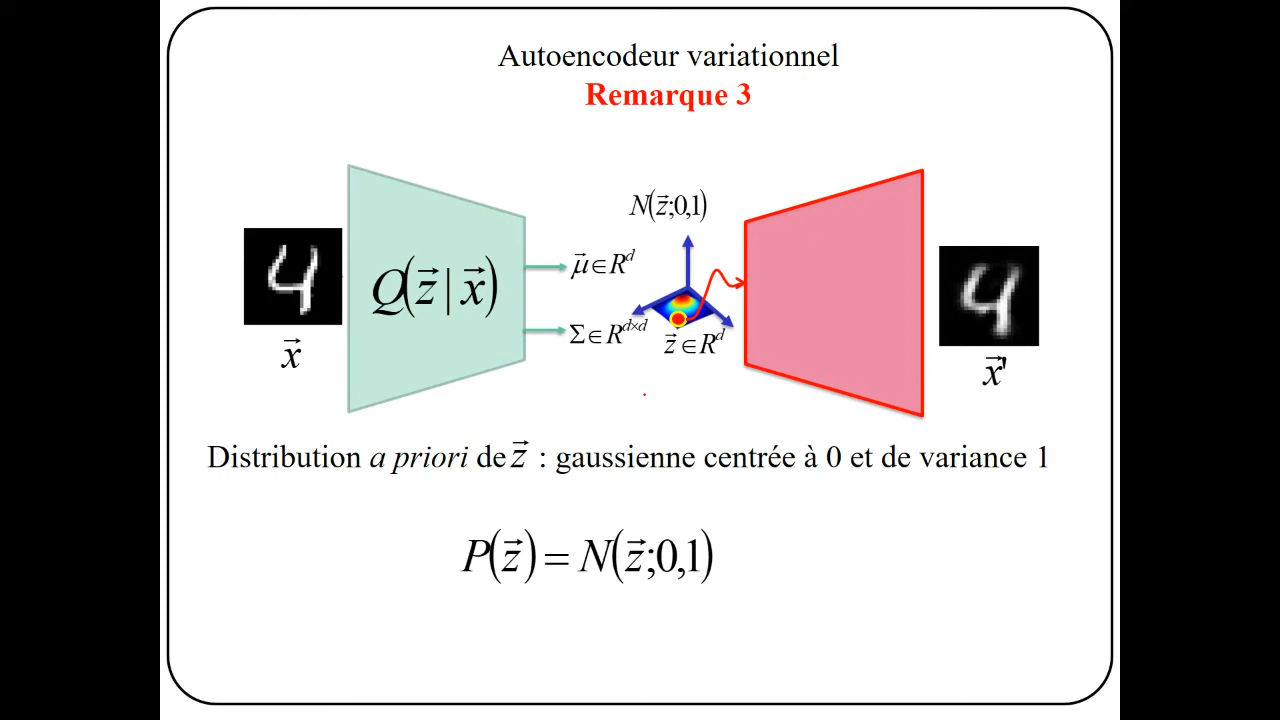 Autoencodeur variationnel
Remarque 3
N(z⃗;0,1)
Q(z⃗ | x⃗)
μ⃗ ∈ R^d
Σ ∈ R^{d×d}
z⃗ ∈ R^d
x⃗
x⃗'
Distribution a priori de z⃗ : gaussienne centrée à 0 et de variance 1
P(z⃗) = N(z⃗;0,1)